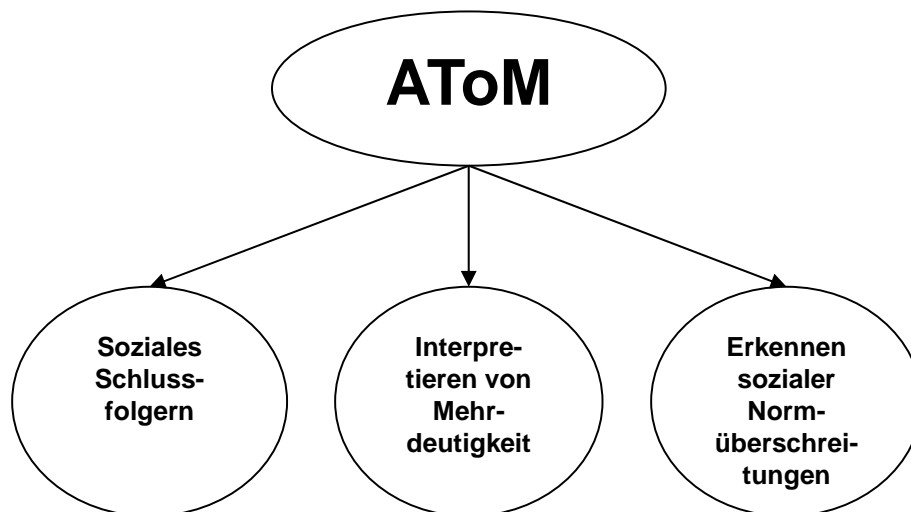 AToM
Soziales
Schluss-
folgern
Interpre-
tieren von
Mehr-
deutigkeit
Erkennen
sozialer
Norm-
überschrei-
tungen